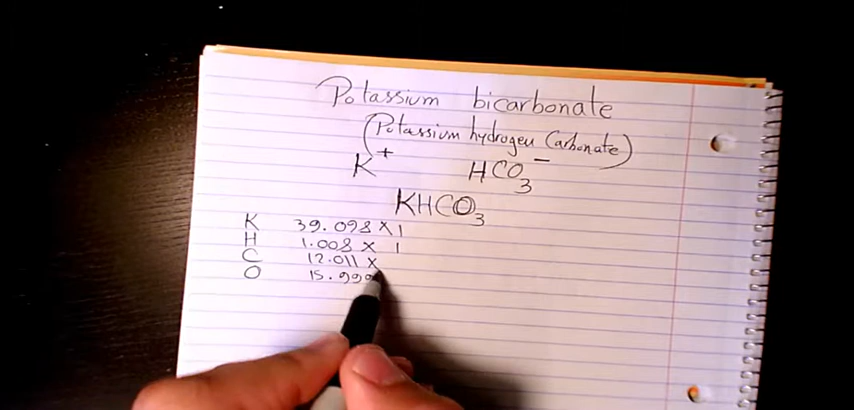 Potassium bicarbonate
(Potassium hydrogen Carbonate)
K+ HCO3−
KHCO3
K 39.098 × 1
H 1.008 × 1
C 12.011 ×
O 15.999